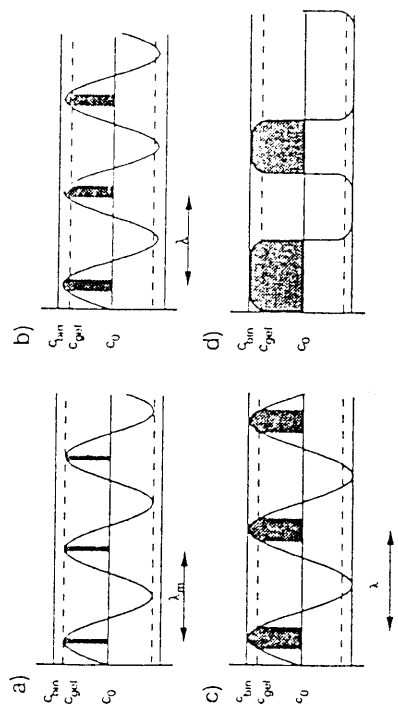 a)
c_bin
c_gel
c_0
λ_m
b)
c_bin
c_gel
c_0
λ
c)
c_bin
c_gel
c_0
λ
d)
c_bin
c_gel
c_0